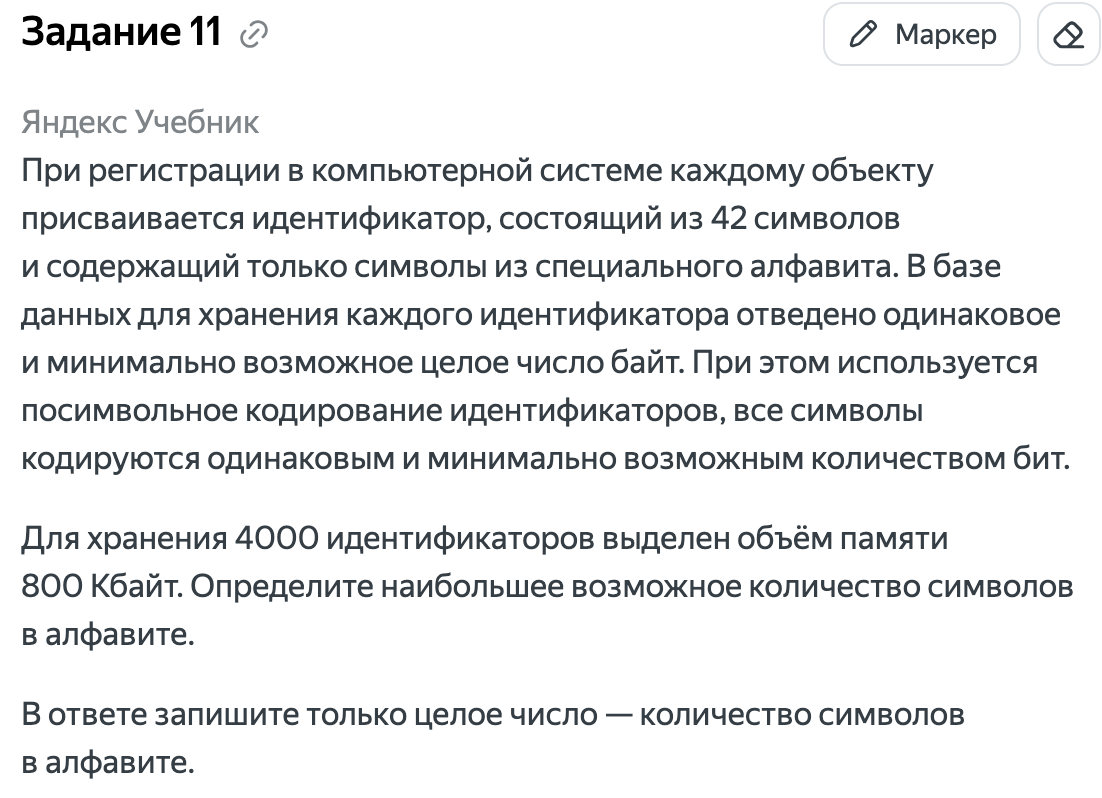 Задание 11
Маркер
Яндекс Учебник
При регистрации в компьютерной системе каждому объекту
присваивается идентификатор, состоящий из 42 символов
и содержащий только символы из специального алфавита. В базе
данных для хранения каждого идентификатора отведено одинаковое
и минимально возможное целое число байт. При этом используется
посимвольное кодирование идентификаторов, все символы
кодируются одинаковым и минимально возможным количеством бит.
Для хранения 4000 идентификаторов выделен объём памяти
800 Кбайт. Определите наибольшее возможное количество символов
в алфавите.
В ответе запишите только целое число — количество символов
в алфавите.